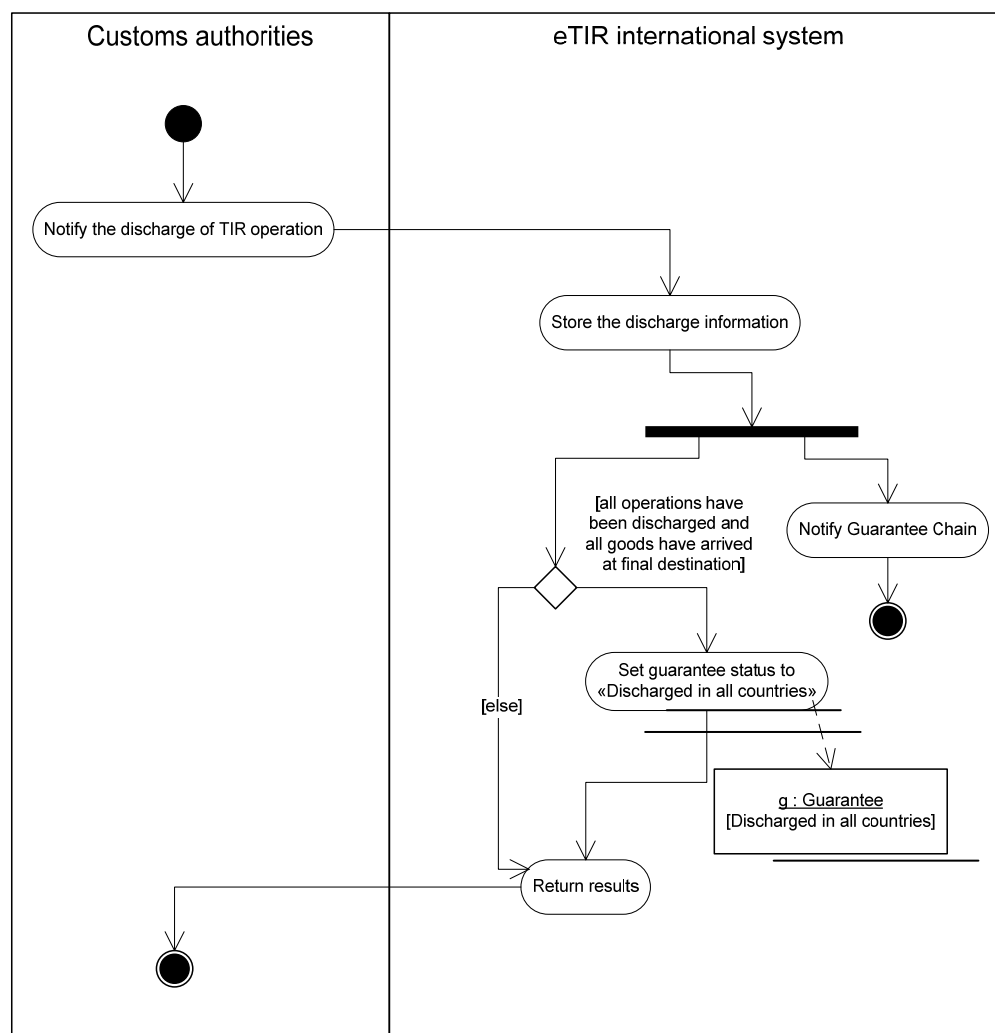 Customs authorities
eTIR international system
Notify the discharge of TIR operation
Store the discharge information
[all operations have
been discharged and
all goods have arrived
at final destination]
Notify Guarantee Chain
Set guarantee status to
«Discharged in all countries»
[else]
g : Guarantee
[Discharged in all countries]
Return results